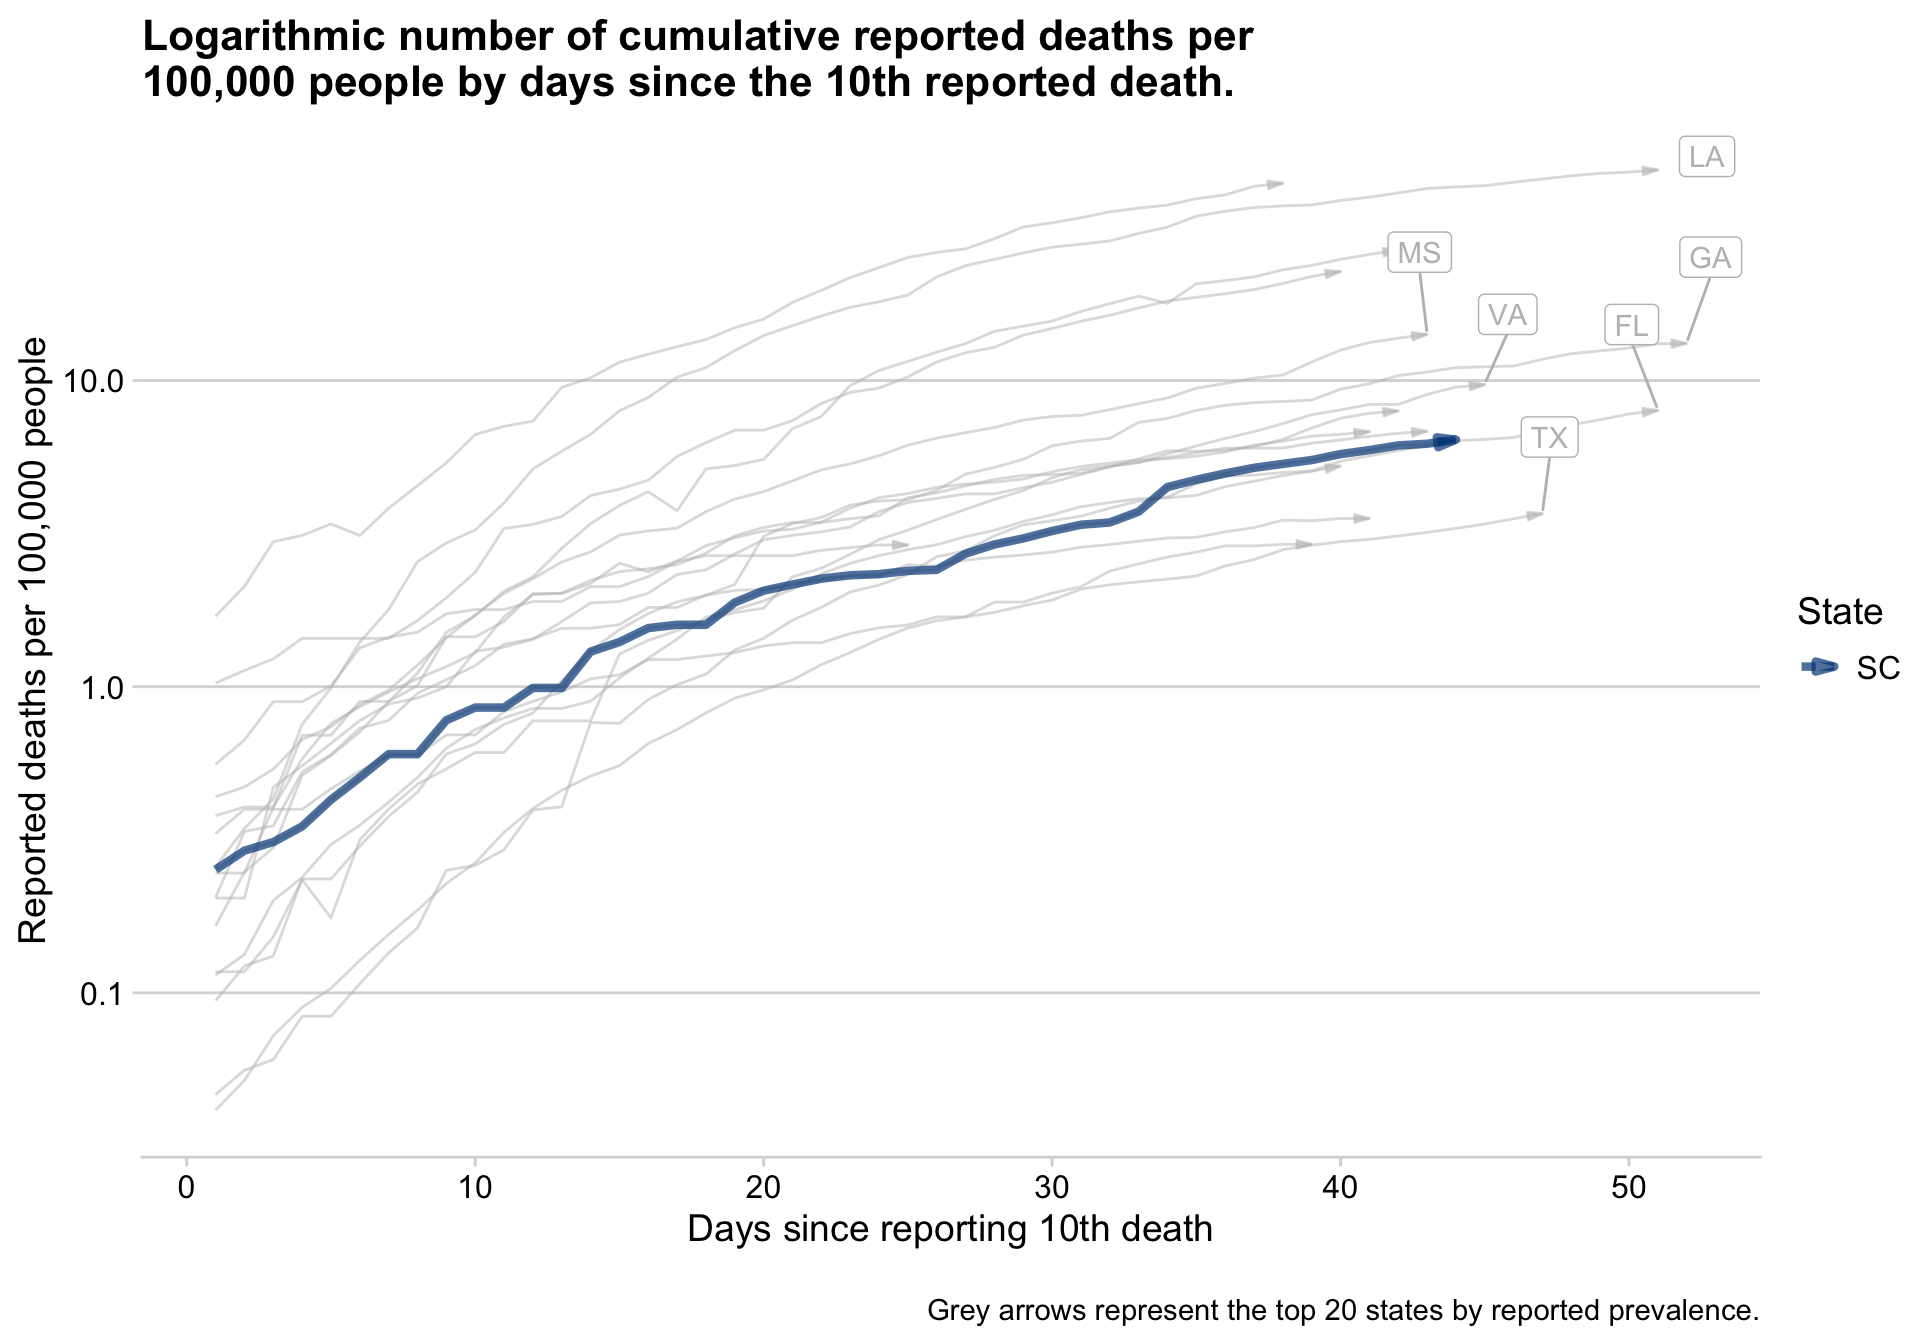 Logarithmic number of cumulative reported deaths per
100,000 people by days since the 10th reported death.
LA
MS
GA
VA
FL
TX
Reported deaths per 100,000 people
10.0
1.0
0.1
State
SC
0 10 20 30 40 50
Days since reporting 10th death
Grey arrows represent the top 20 states by reported prevalence.